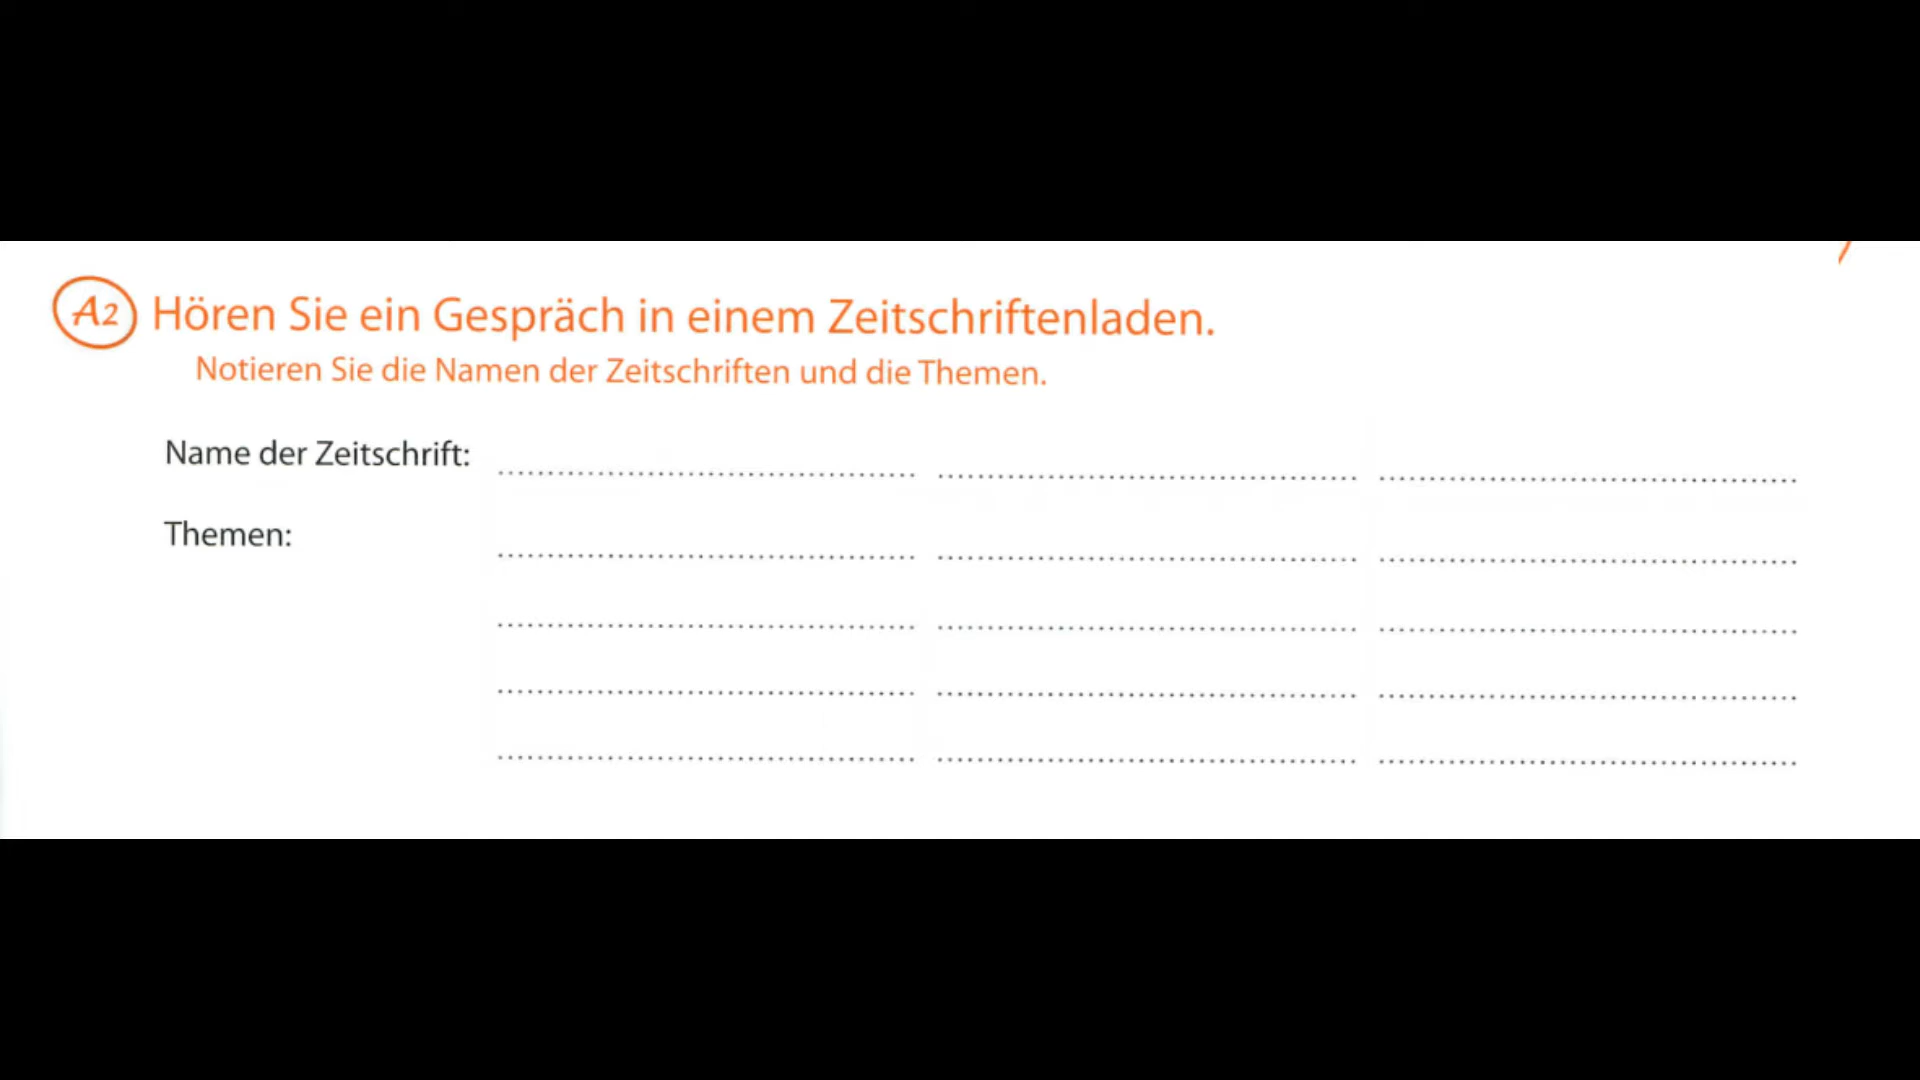 A2 Hören Sie ein Gespräch in einem Zeitschriftenladen.
Notieren Sie die Namen der Zeitschriften und die Themen.
Name der Zeitschrift:
Themen: